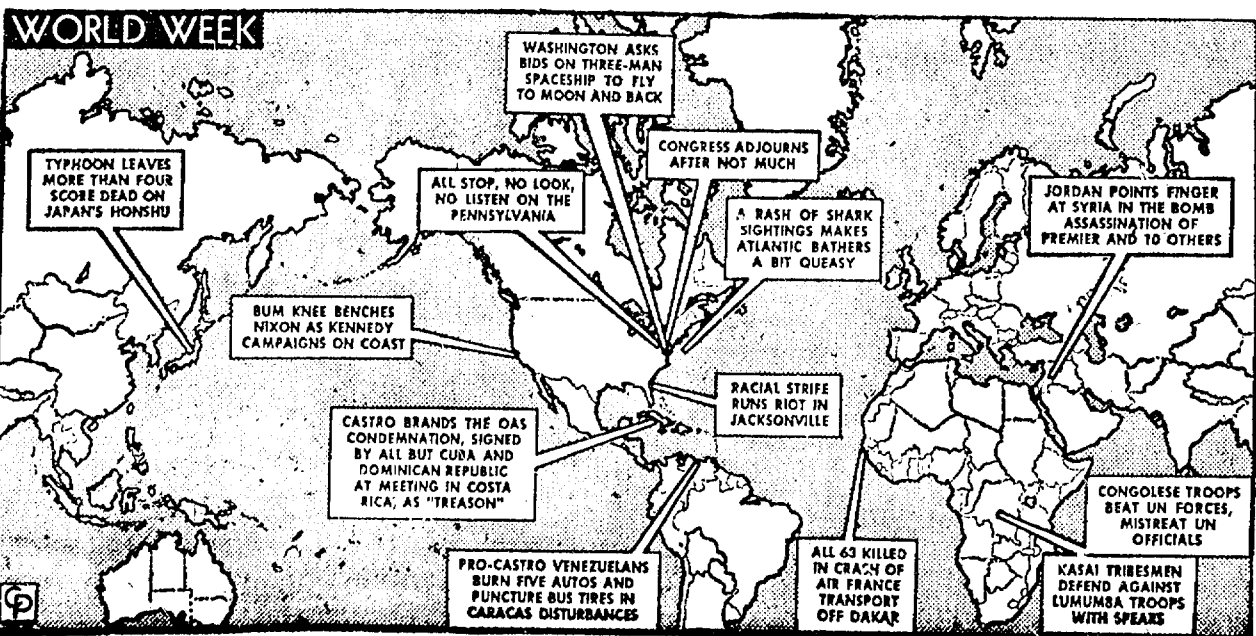 WORLD WEEK
WASHINGTON ASKS
BIDS ON THREE-MAN
SPACESHIP TO FLY
TO MOON AND BACK
CONGRESS ADJOURNS
AFTER NOT MUCH
TYPHOON LEAVES
MORE THAN FOUR
SCORE DEAD ON
JAPAN'S HONSHU
ALL STOP, NO LOOK,
NO LISTEN ON THE
PENNSYLVANIA
A RASH OF SHARK
SIGHTINGS MAKES
ATLANTIC BATHERS
A BIT QUEASY
JORDAN POINTS FINGER
AT SYRIA IN THE BOMB
ASSASSINATION OF
PREMIER AND 10 OTHERS
BUM KNEE BENCHES
NIXON AS KENNEDY
CAMPAIGNS ON COAST
RACIAL STRIFE
RUNS RIOT IN
JACKSONVILLE
CASTRO BRANDS THE OAS
CONDEMNATION, SIGNED
BY ALL BUT CUBA AND
DOMINICAN REPUBLIC
AT MEETING IN COSTA
RICA, AS "TREASON"
CONGOLESE TROOPS
BEAT UN FORCES,
MISTREAT UN
OFFICIALS
PRO-CASTRO VENEZUELANS
BURN FIVE AUTOS AND
PUNCTURE BUS TIRES IN
CARACAS DISTURBANCES
ALL 63 KILLED
IN CRASH OF
AIR FRANCE
TRANSPORT
OFF DAKAR
KASAI TRIBESMEN
DEFEND AGAINST
LUMUMBA TROOPS
WITH SPEARS
CP